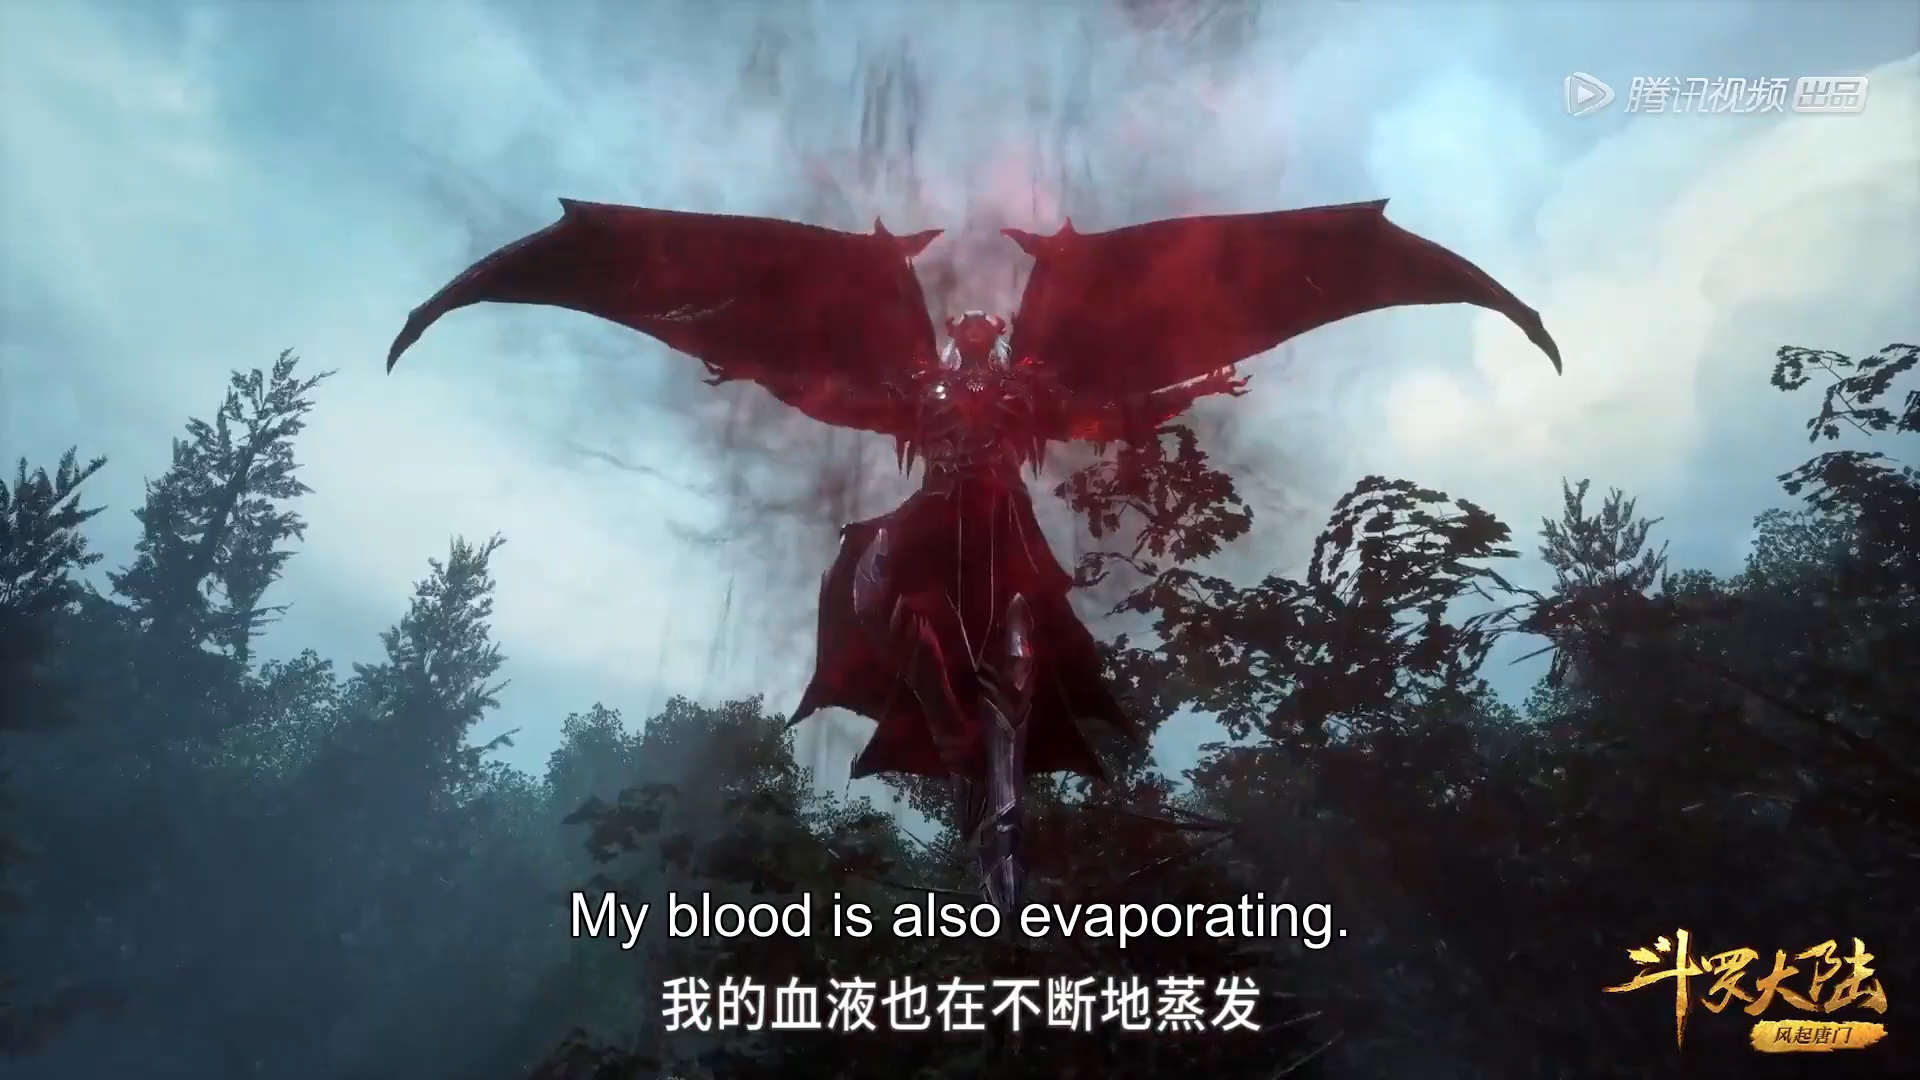 腾讯视频 出品
My blood is also evaporating.
我的血液也在不断地蒸发
斗罗大陆
风起唐门